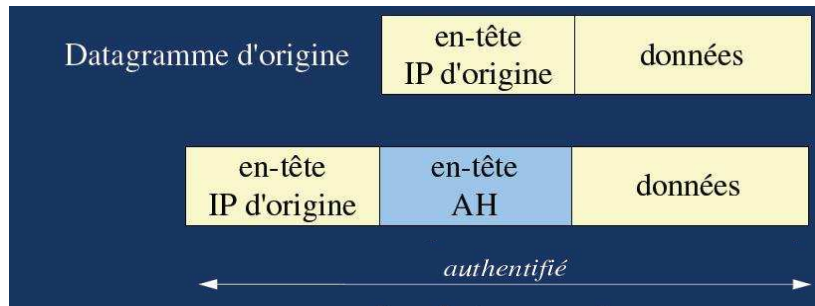 Datagramme d'origine
en-tête
IP d'origine
données
en-tête
IP d'origine
en-tête
AH
données
authentifié